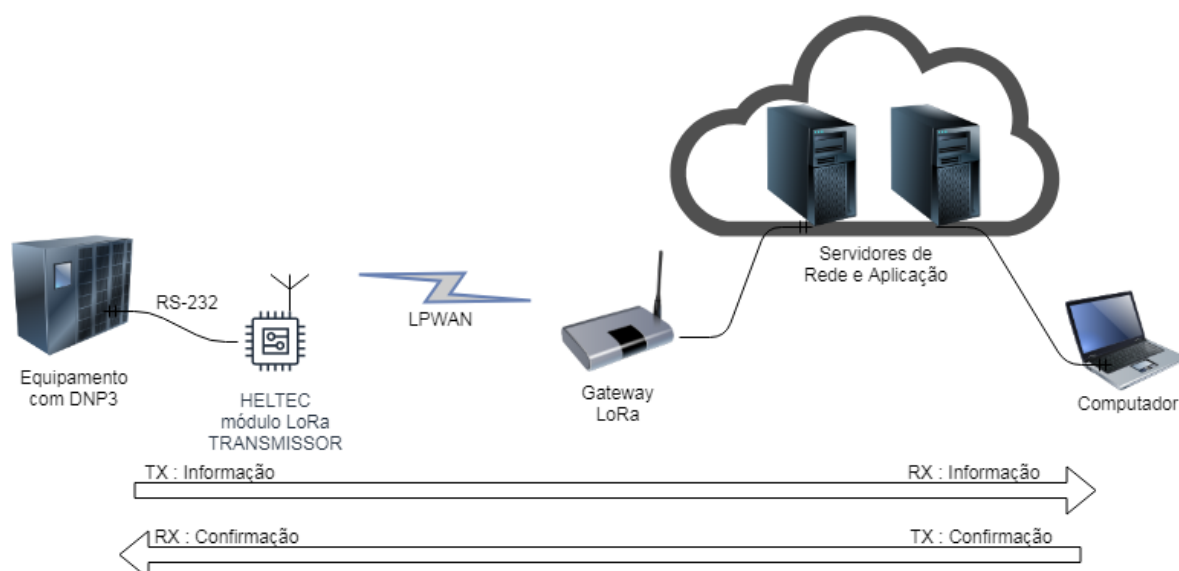 Servidores de
Rede e Aplicação
RS-232
LPWAN
Equipamento
com DNP3
HELTEC
módulo LoRa
TRANSMISSOR
Gateway
LoRa
Computador
TX : Informação
RX : Informação
RX : Confirmação
TX : Confirmação